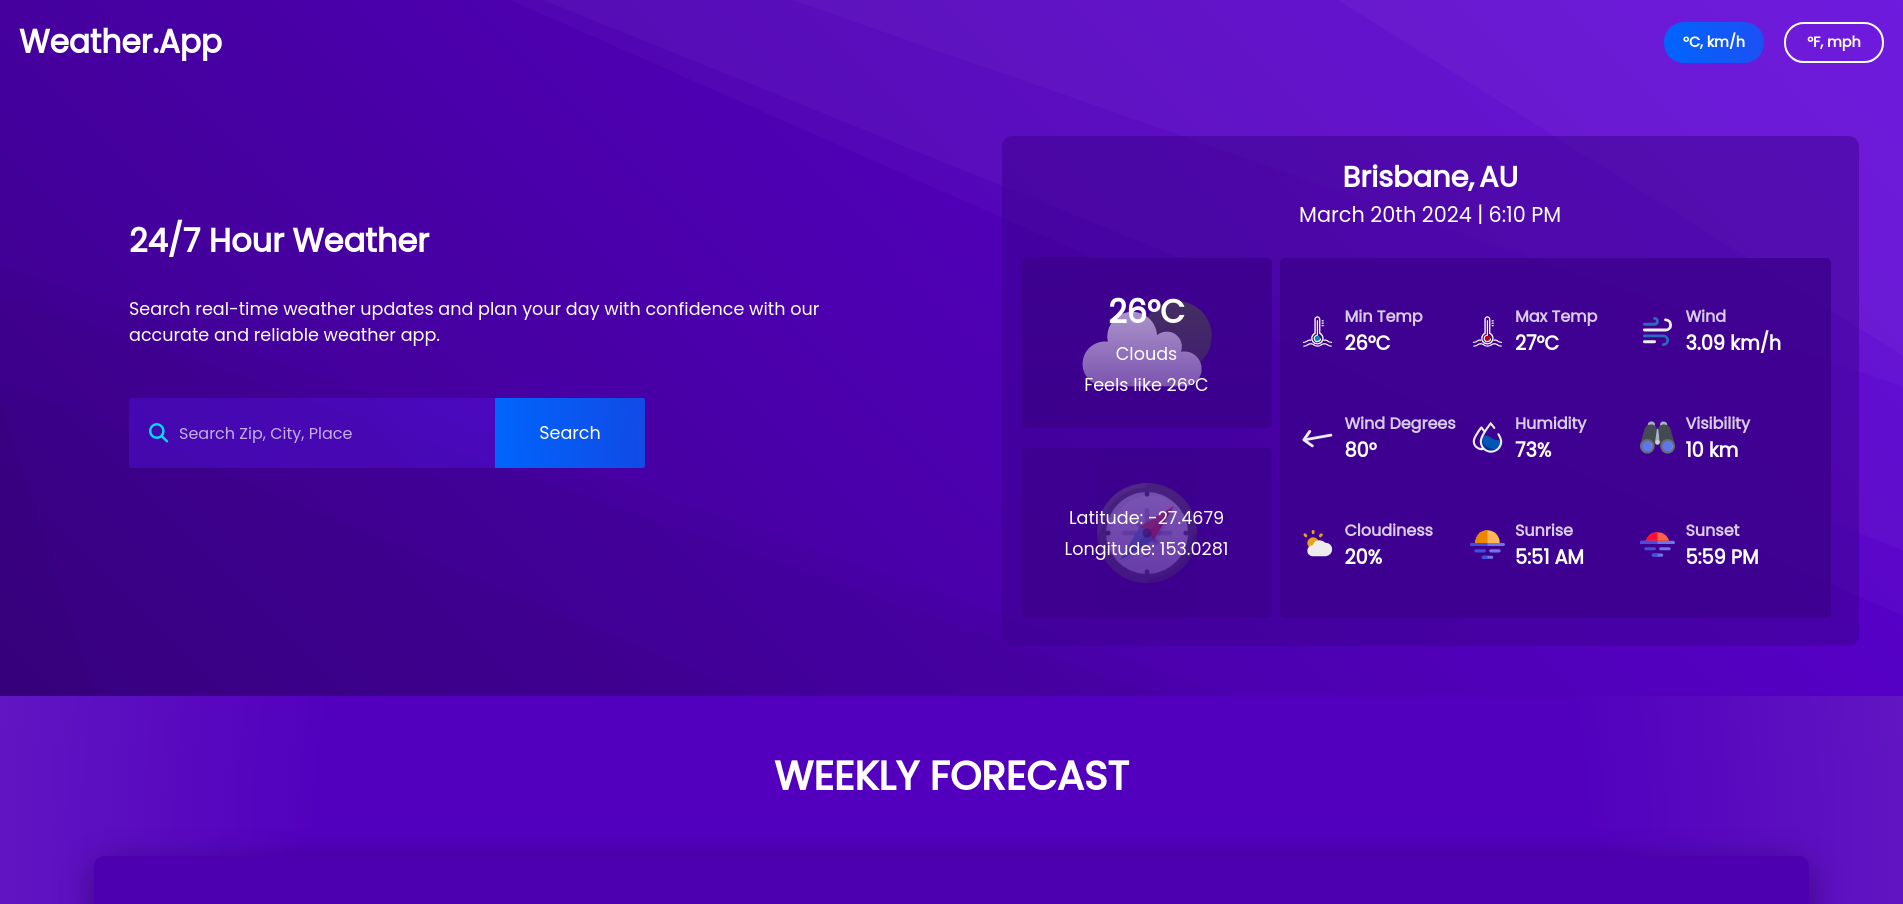 Weather.App
°C, km/h
°F, mph
24/7 Hour Weather
Search real-time weather updates and plan your day with confidence with our
accurate and reliable weather app.
Search Zip, City, Place
Search
Brisbane, AU
March 20th 2024 | 6:10 PM
26°C
Clouds
Feels like 26°C
Latitude: -27.4679
Longitude: 153.0281
Min Temp
26°C
Max Temp
27°C
Wind
3.09 km/h
Wind Degrees
80°
Humidity
73%
Visibility
10 km
Cloudiness
20%
Sunrise
5:51 AM
Sunset
5:59 PM
WEEKLY FORECAST